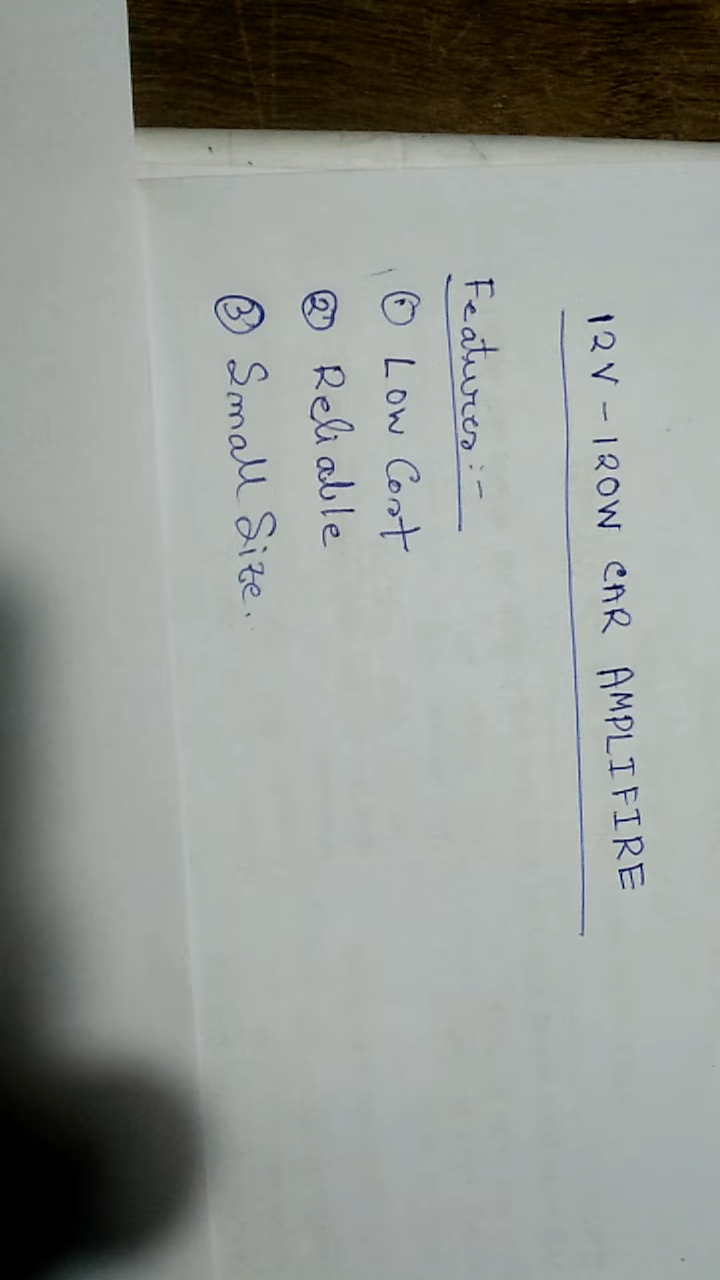 12V - 120W CAR AMPLIFIRE
Features :-
① Low Cost
② Reliable
③ Small Size.